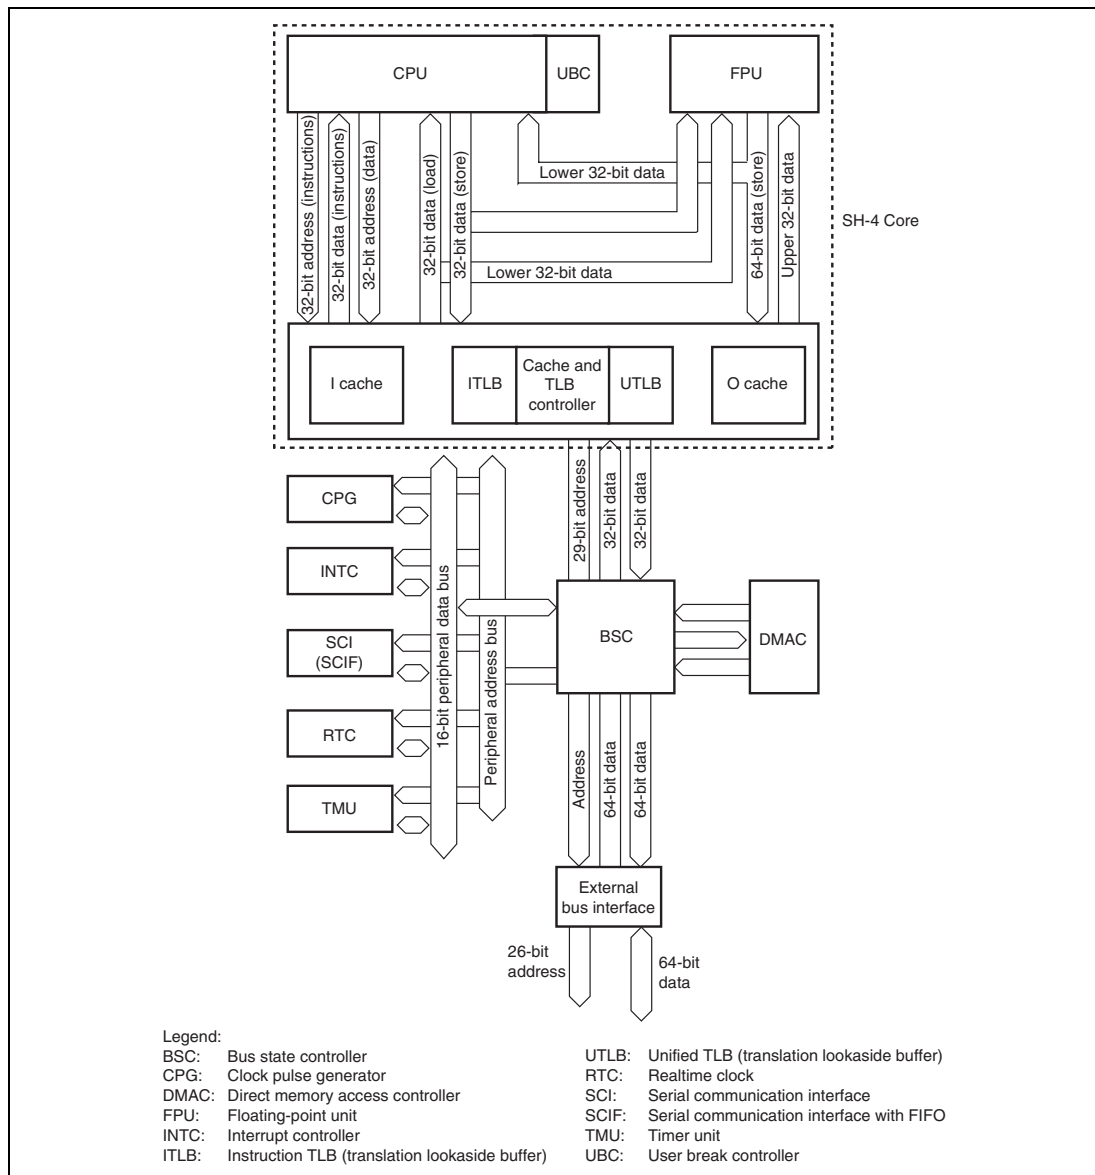 CPU
UBC
FPU
32-bit address (instructions)
32-bit data (instructions)
32-bit address (data)
32-bit data (load)
32-bit data (store)
Lower 32-bit data
Lower 32-bit data
64-bit data (store)
Upper 32-bit data
SH-4 Core
I cache
ITLB
Cache and
TLB
controller
UTLB
O cache
29-bit address
32-bit data
32-bit data
CPG
INTC
SCI
(SCIF)
RTC
TMU
16-bit peripheral data bus
Peripheral address bus
BSC
DMAC
Address
64-bit data
64-bit data
External
bus interface
26-bit
address
64-bit
data
Legend:
BSC: Bus state controller
CPG: Clock pulse generator
DMAC: Direct memory access controller
FPU: Floating-point unit
INTC: Interrupt controller
ITLB: Instruction TLB (translation lookaside buffer)
UTLB: Unified TLB (translation lookaside buffer)
RTC: Realtime clock
SCI: Serial communication interface
SCIF: Serial communication interface with FIFO
TMU: Timer unit
UBC: User break controller